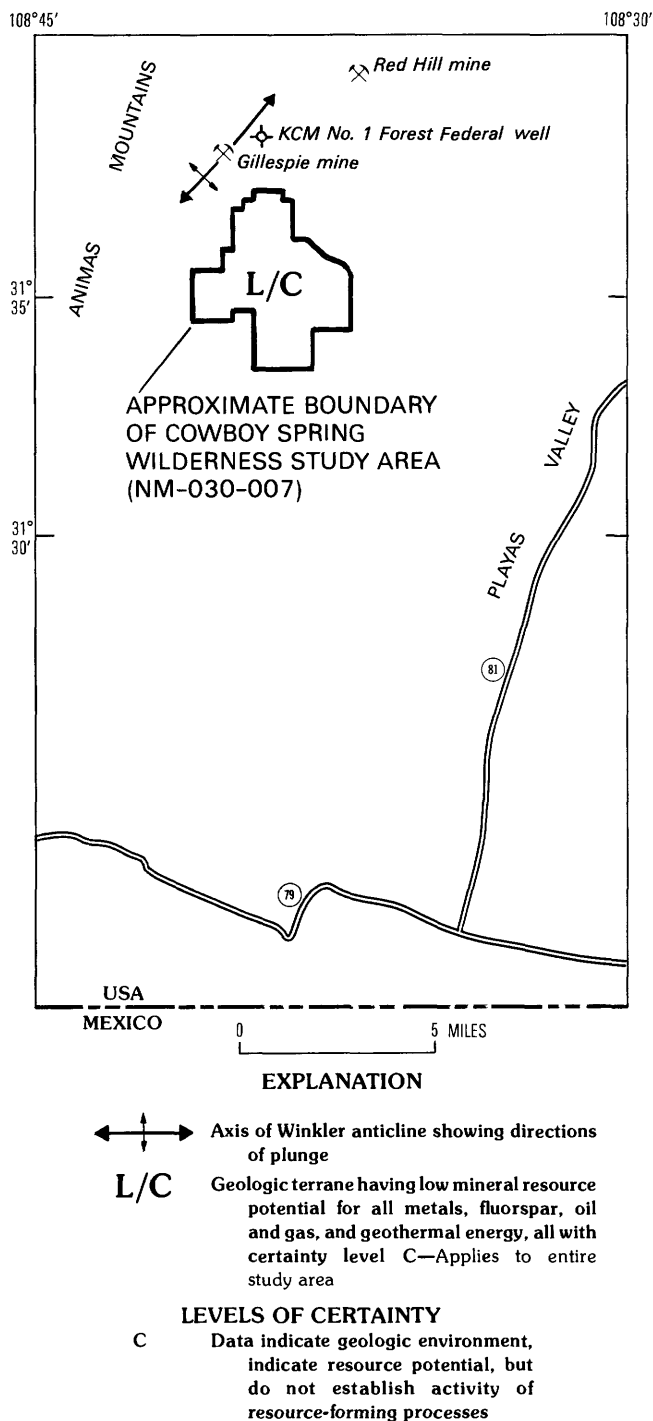 108°45'
108°30'
Red Hill mine
MOUNTAINS
KCM No. 1 Forest Federal well
Gillespie mine
ANIMAS
31°
35'
L/C
APPROXIMATE BOUNDARY
OF COWBOY SPRING
WILDERNESS STUDY AREA
(NM-030-007)
VALLEY
31°
30'
PLAYAS
81
79
USA
MEXICO
0
5 MILES
EXPLANATION
Axis of Winkler anticline showing directions
of plunge
L/C
Geologic terrane having low mineral resource
potential for all metals, fluorspar, oil
and gas, and geothermal energy, all with
certainty level C—Applies to entire
study area
LEVELS OF CERTAINTY
C
Data indicate geologic environment,
indicate resource potential, but
do not establish activity of
resource-forming processes